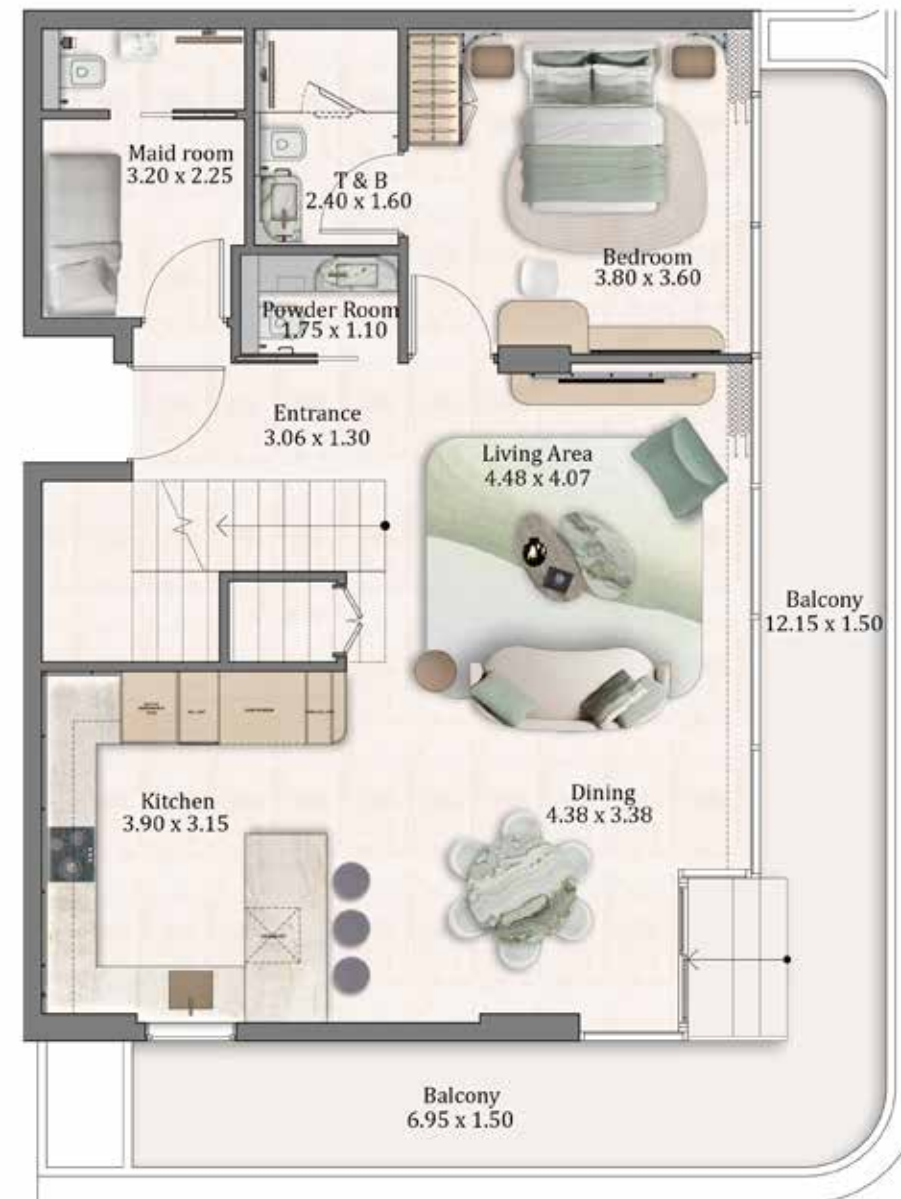 Maid room
3.20 x 2.25
T & B
2.40 x 1.60
Bedroom
3.80 x 3.60
Powder Room
1.75 x 1.10
Entrance
3.06 x 1.30
Living Area
4.48 x 4.07
Balcony
12.15 x 1.50
Kitchen
3.90 x 3.15
Dining
4.38 x 3.38
Balcony
6.95 x 1.50